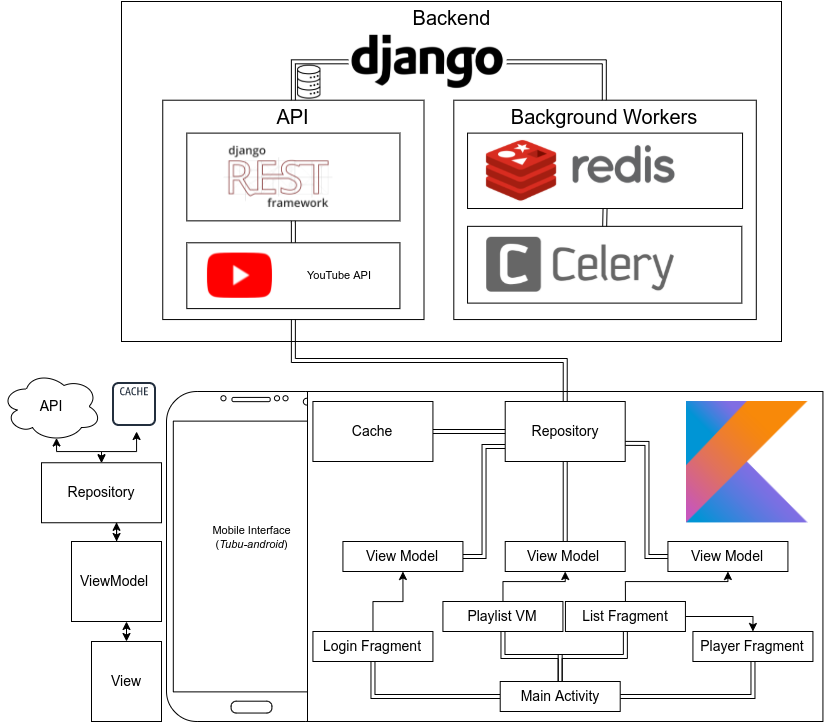 Backend
django
API
Background Workers
django
REST
framework
redis
YouTube API
C Celery
API
CACHE
Repository
ViewModel
View
Mobile Interface
(Tubu-android)
Cache
Repository
View Model
View Model
View Model
Playlist VM
List Fragment
Login Fragment
Player Fragment
Main Activity